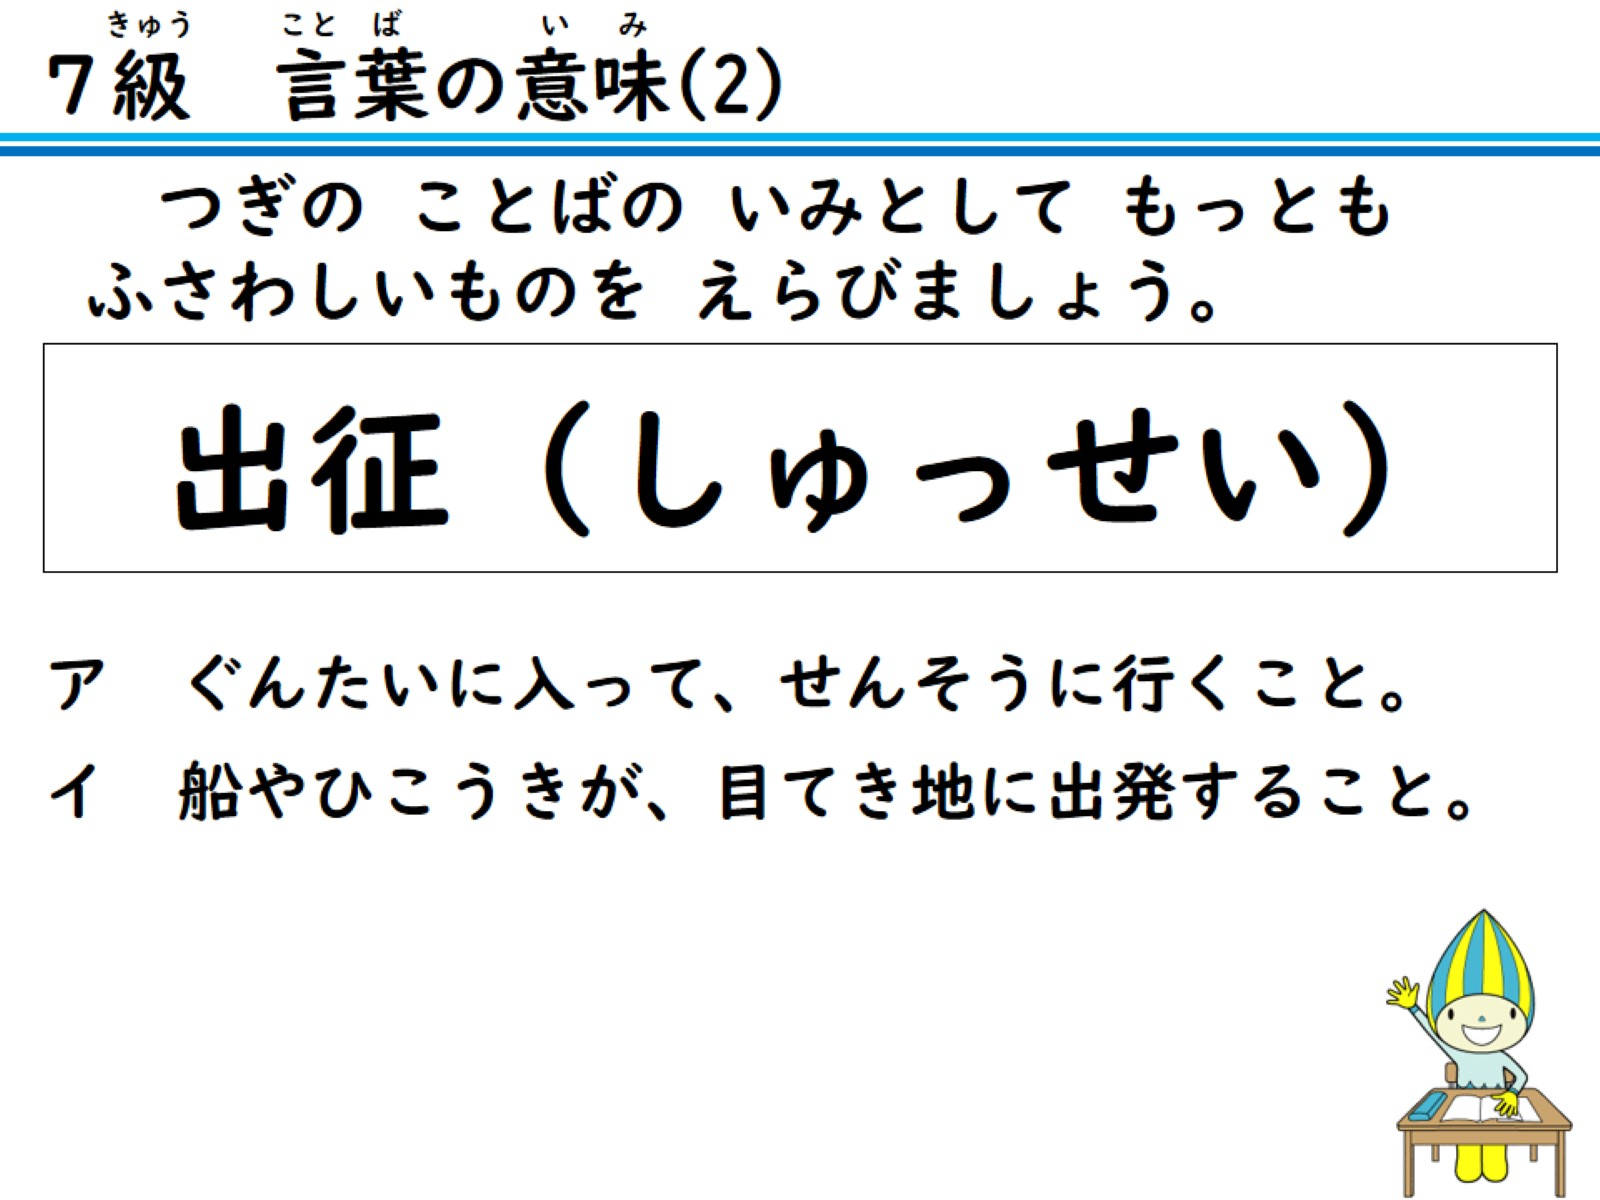 きゅう ことば いみ
７級 言葉の意味(2)
つぎの ことばの いみとして もっとも
ふさわしいものを えらびましょう。
出征（しゅっせい）
ア ぐんたいに入って、せんそうに行くこと。
イ 船やひこうきが、目てき地に出発すること。